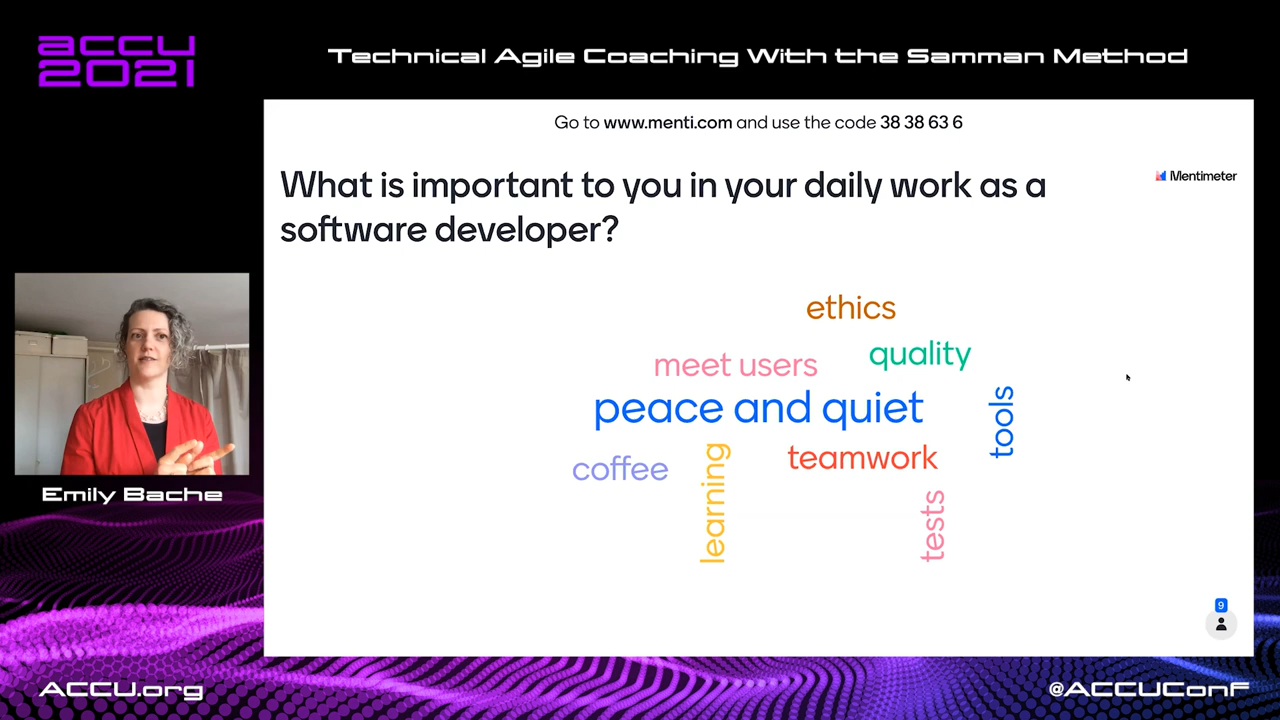 accu
2021
Technical Agile Coaching With the Samman Method
Go to www.menti.com and use the code 38 38 63 6
What is important to you in your daily work as a
software developer?
Mentimeter
ethics
quality
meet users
peace and quiet
tools
teamwork
coffee
learning
tests
Emily Bache
9
ACCU.org
@ACCUConf